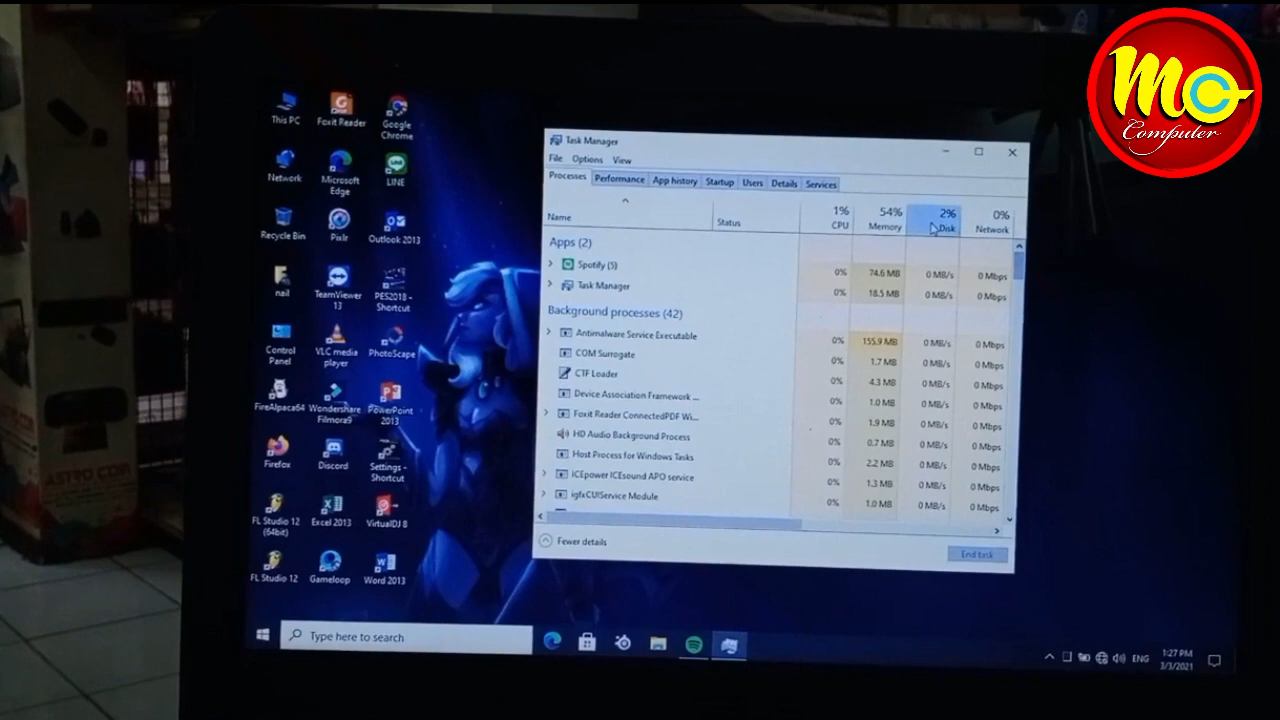 Mc
Computer
This PC
Foxit Reader
Google
Chrome
Network
Microsoft
Edge
LINE
LINE
Recycle Bin
Pixlr
Outlook 2013
nail
TeamViewer
13
PES2018 -
Shortcut
Control
Panel
VLC media
player
PhotoScape
FireAlpaca64
Wondershare
Filmora9
PowerPoint
2013
Firefox
Discord
Settings -
Shortcut
FL Studio 12
(64bit)
Excel 2013
VirtualDJ 8
FL Studio 12
Gameloop
Word 2013
Task Manager
File Options View
Processes Performance App history Startup Users Details Services
1% 54% 2% 0%
Name Status CPU Memory Disk Network
Apps (2)
Spotify (5) 0% 74.6 MB 0 MB/s 0 Mbps
Task Manager 0% 18.5 MB 0 MB/s 0 Mbps
Background processes (42)
Antimalware Service Executable 0% 155.9 MB 0 MB/s 0 Mbps
COM Surrogate 0% 1.7 MB 0 MB/s 0 Mbps
CTF Loader 0% 4.3 MB 0 MB/s 0 Mbps
Device Association Framework ... 0% 1.0 MB 0 MB/s 0 Mbps
Foxit Reader ConnectedPDF Wi... 0% 1.9 MB 0 MB/s 0 Mbps
HD Audio Background Process 0% 0.7 MB 0 MB/s 0 Mbps
Host Process for Windows Tasks 0% 2.2 MB 0 MB/s 0 Mbps
ICEpower ICEsound APO service 0% 1.3 MB 0 MB/s 0 Mbps
igfxCUIService Module 0% 1.0 MB 0 MB/s 0 Mbps
Fewer details
End task
Type here to search
ENG
1:27 PM
3/3/2021
ASTRO